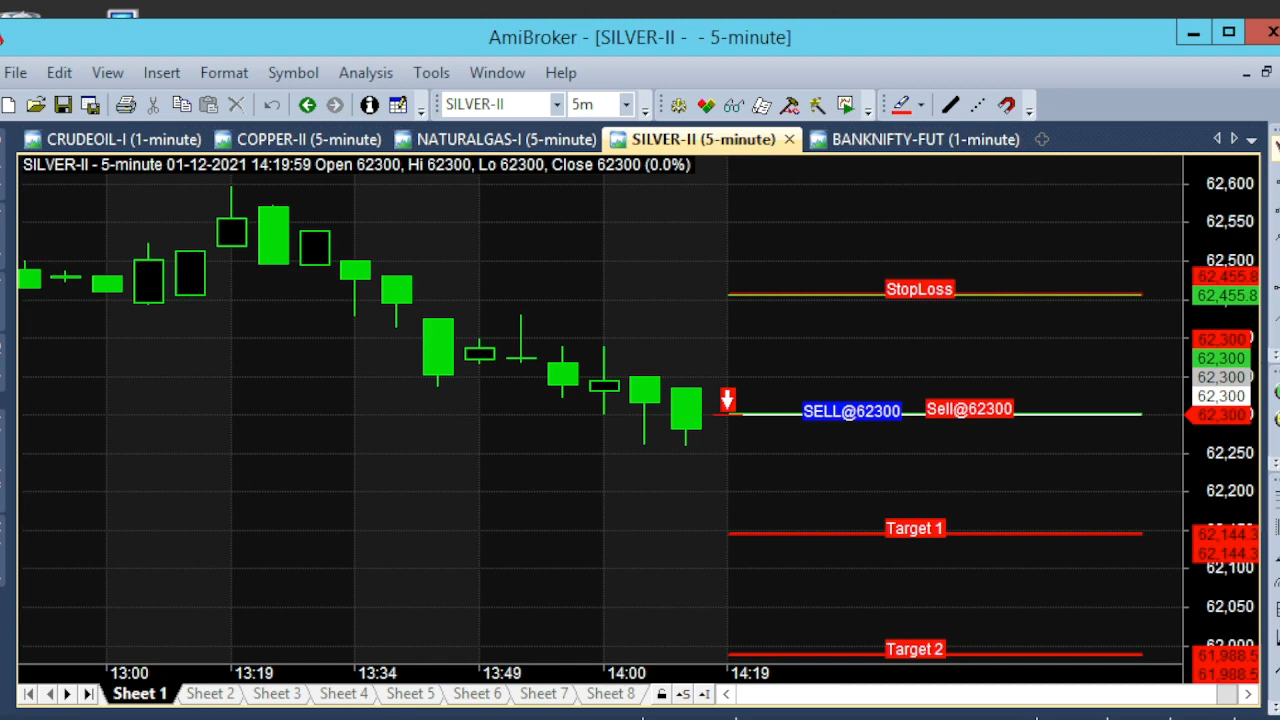 AmiBroker - [SILVER-II - - 5-minute]
File Edit View Insert Format Symbol Analysis Tools Window Help
SILVER-II 5m
CRUDEOIL-I (1-minute) COPPER-II (5-minute) NATURALGAS-I (5-minute) SILVER-II (5-minute) BANKNIFTY-FUT (1-minute)
SILVER-II - 5-minute 01-12-2021 14:19:59 Open 62300, Hi 62300, Lo 62300, Close 62300 (0.0%)
62,600
62,550
62,500
62,455.8
StopLoss
62,455.8
62,300
62,300
62,300
62,300
SELL@62300 Sell@62300 62,300
62,250
62,200
Target 1
62,144.3
62,144.3
62,100
62,050
62,000
Target 2
61,988.5
61,988.5
13:00 13:19 13:34 13:49 14:00 14:19
Sheet 1 Sheet 2 Sheet 3 Sheet 4 Sheet 5 Sheet 6 Sheet 7 Sheet 8